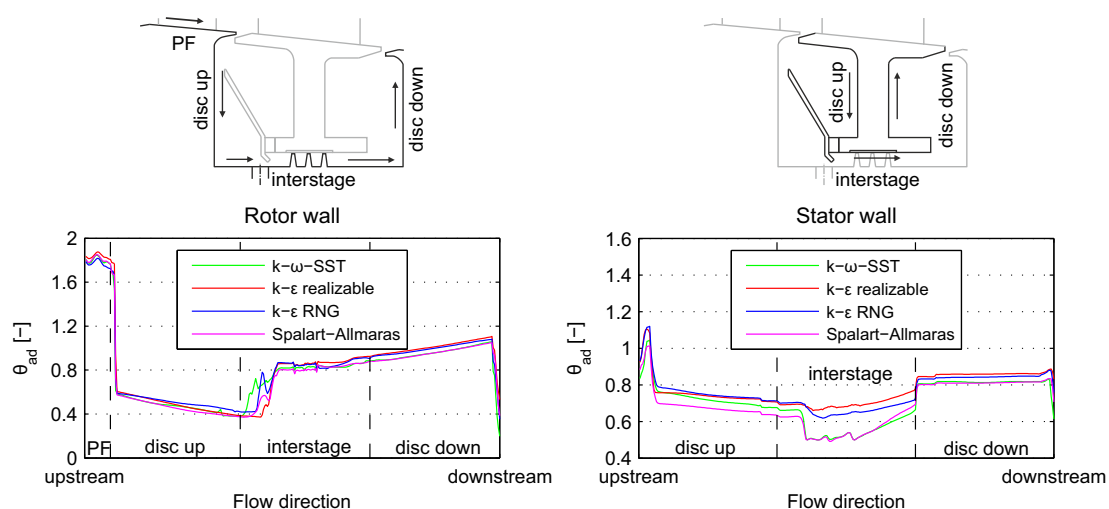 PF
disc up
disc down
interstage
Rotor wall
2
1.6
1.2
0.8
0.4
0
θad [−]
k−ω−SST
k−ε realizable
k−ε RNG
Spalart−Allmaras
PF
disc up
interstage
disc down
upstream
downstream
Flow direction
disc up
disc down
interstage
Stator wall
1.6
1.4
1.2
1
0.8
0.6
0.4
θad [−]
k−ω−SST
k−ε realizable
k−ε RNG
Spalart−Allmaras
interstage
disc up
disc down
upstream
downstream
Flow direction